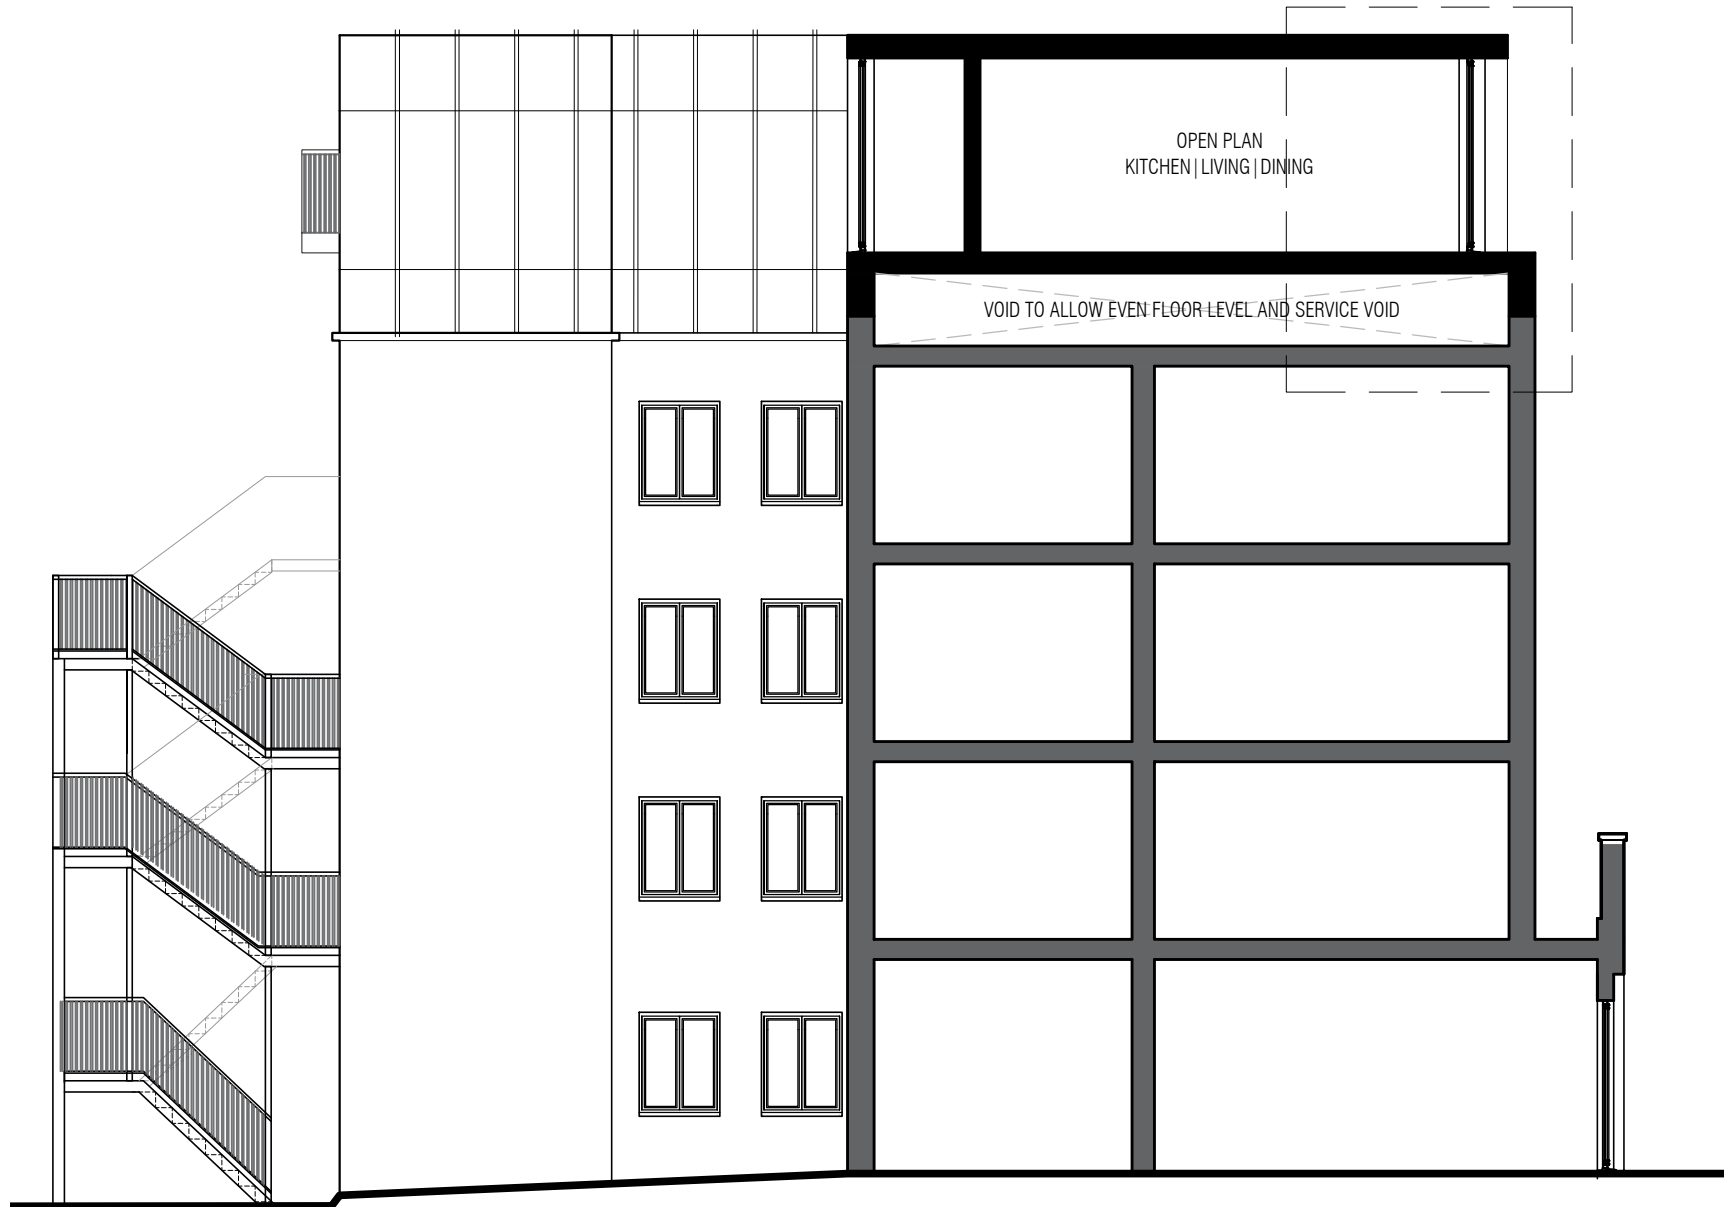 OPEN PLAN
KITCHEN | LIVING | DINING
VOID TO ALLOW EVEN FLOOR LEVEL AND SERVICE VOID